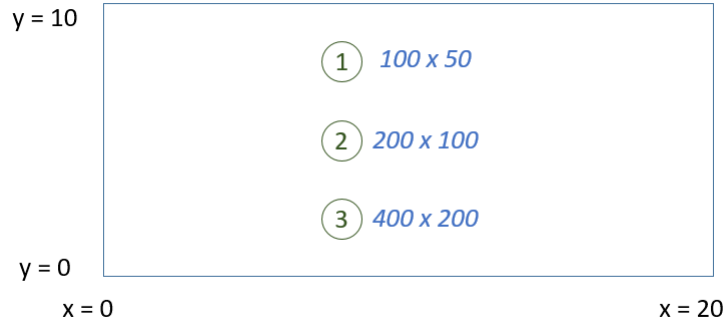 y = 10
1 100 x 50
2 200 x 100
3 400 x 200
y = 0
x = 0 x = 20